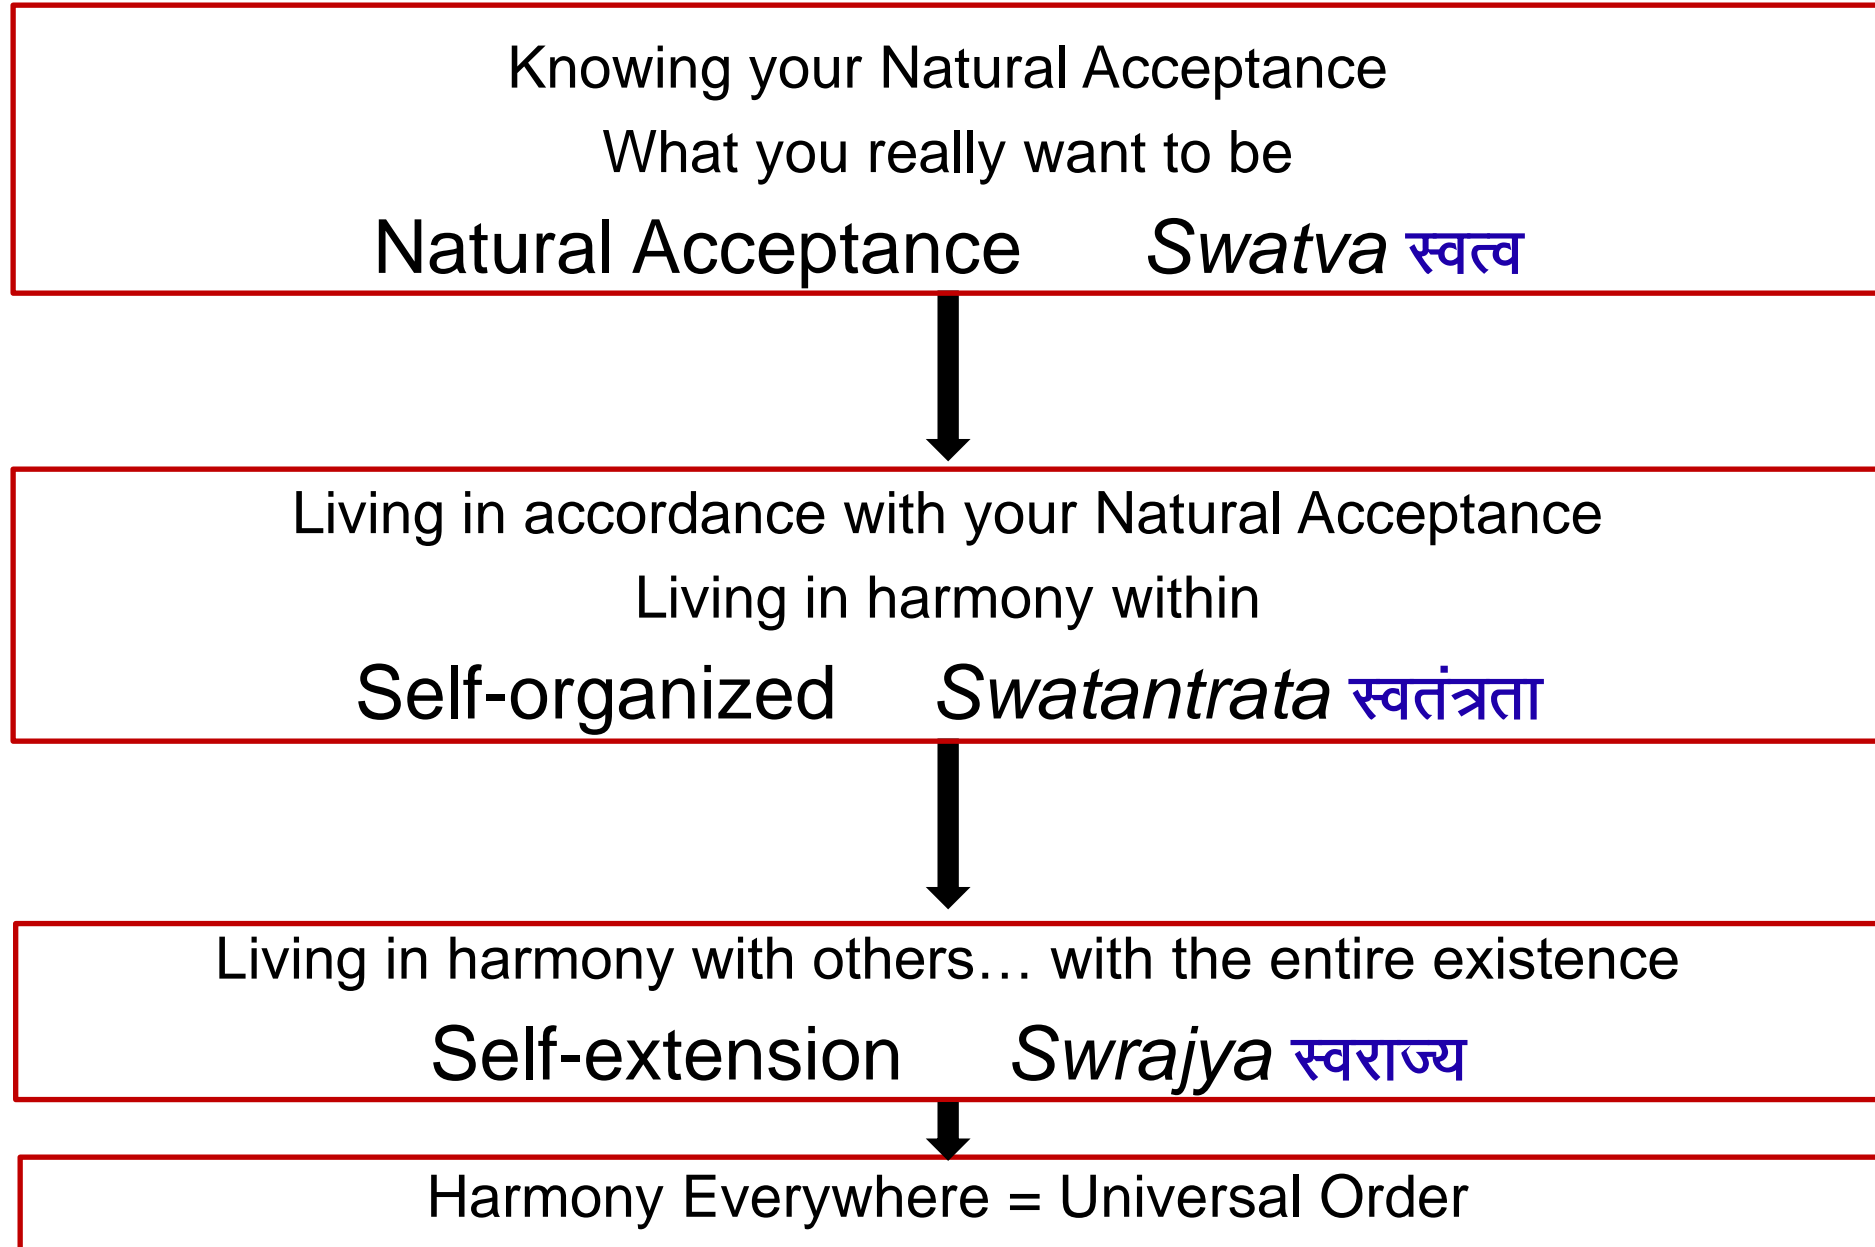 Knowing your Natural Acceptance
What you really want to be
Natural Acceptance Swatva स्वत्व
Living in accordance with your Natural Acceptance
Living in harmony within
Self-organized Swatantrata स्वतंत्रता
Living in harmony with others… with the entire existence
Self-extension Swrajya स्वराज्य
Harmony Everywhere = Universal Order